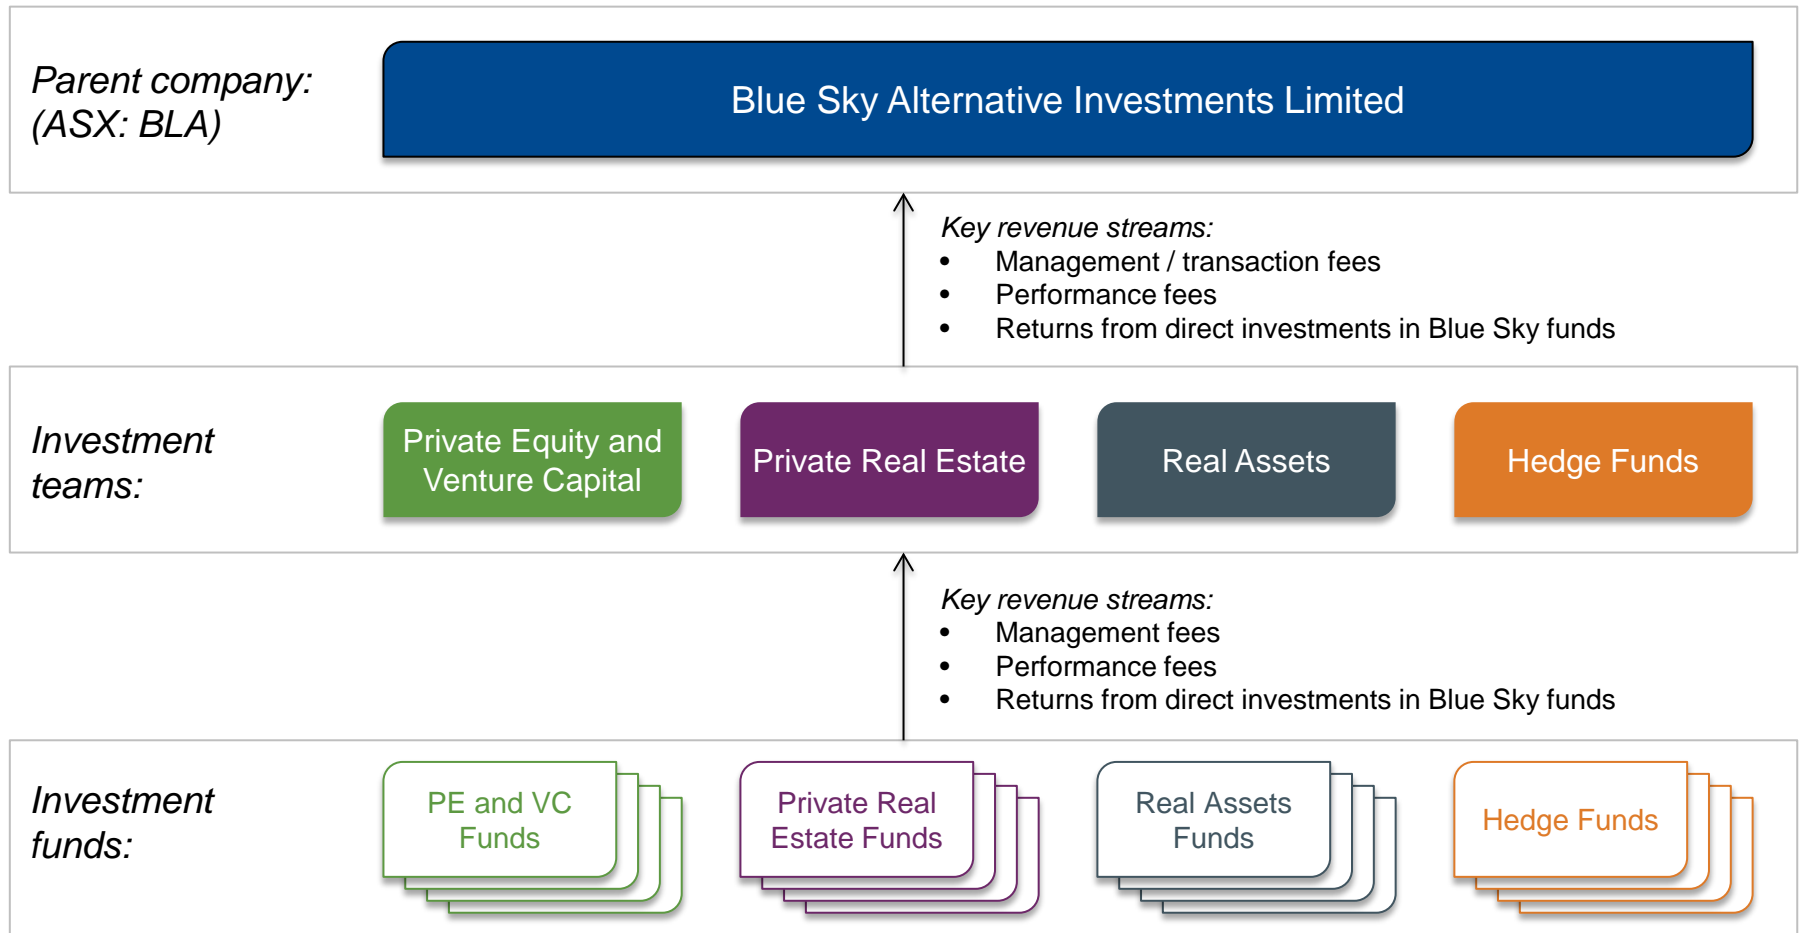 Parent company:
(ASX: BLA)
Blue Sky Alternative Investments Limited
Key revenue streams:
• Management / transaction fees
• Performance fees
• Returns from direct investments in Blue Sky funds
Investment
teams:
Private Equity and
Venture Capital
Private Real Estate
Real Assets
Hedge Funds
Key revenue streams:
• Management fees
• Performance fees
• Returns from direct investments in Blue Sky funds
Investment
funds:
PE and VC
Funds
Private Real
Estate Funds
Real Assets
Funds
Hedge Funds